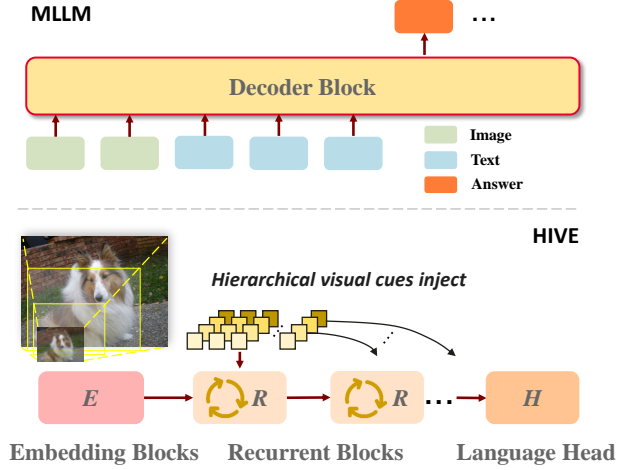 MLLM
...
Decoder Block
Image
Text
Answer
HIVE
Hierarchical visual cues inject
E
R
R
...
H
Embedding Blocks
Recurrent Blocks
Language Head